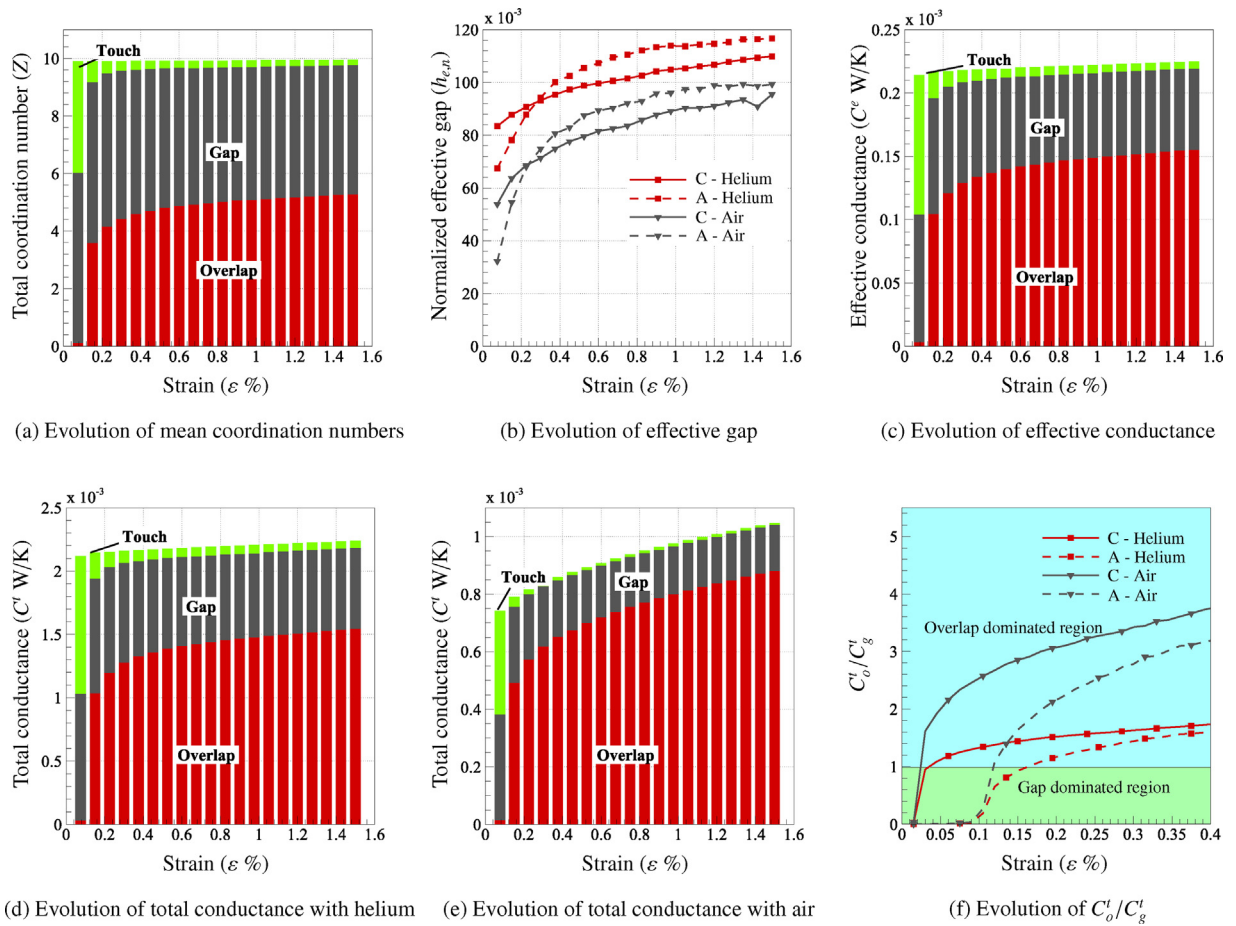 Total coordination number (Z)
10
8
6
4
2
0
Touch
Gap
Overlap
0 0.2 0.4 0.6 0.8 1 1.2 1.4 1.6
Strain (ε %)
(a) Evolution of mean coordination numbers
x 10⁻³
Normalized effective gap (hₑ,ₙ.)
120
100
80
60
40
20
0
C - Helium
A - Helium
C - Air
A - Air
0 0.2 0.4 0.6 0.8 1 1.2 1.4 1.6
Strain (ε %)
(b) Evolution of effective gap
x 10⁻³
Effective conductance (Cᵉ W/K)
0.25
0.2
0.15
0.1
0.05
0
Touch
Gap
Overlap
0 0.2 0.4 0.6 0.8 1 1.2 1.4 1.6
Strain (ε %)
(c) Evolution of effective conductance
x 10⁻³
Total conductance (Cᵗ W/K)
2.5
2
1.5
1
0.5
0
Touch
Gap
Overlap
0 0.2 0.4 0.6 0.8 1 1.2 1.4 1.6
Strain (ε %)
(d) Evolution of total conductance with helium
x 10⁻³
Total conductance (Cᵗ W/K)
1
0.8
0.6
0.4
0.2
0
Touch
Gap
Overlap
0 0.2 0.4 0.6 0.8 1 1.2 1.4 1.6
Strain (ε %)
(e) Evolution of total conductance with air
C_o^t/C_g^t
5
4
3
2
1
0
C - Helium
A - Helium
C - Air
A - Air
Overlap dominated region
Gap dominated region
0 0.05 0.1 0.15 0.2 0.25 0.3 0.35 0.4
Strain (ε %)
(f) Evolution of C_o^t/C_g^t